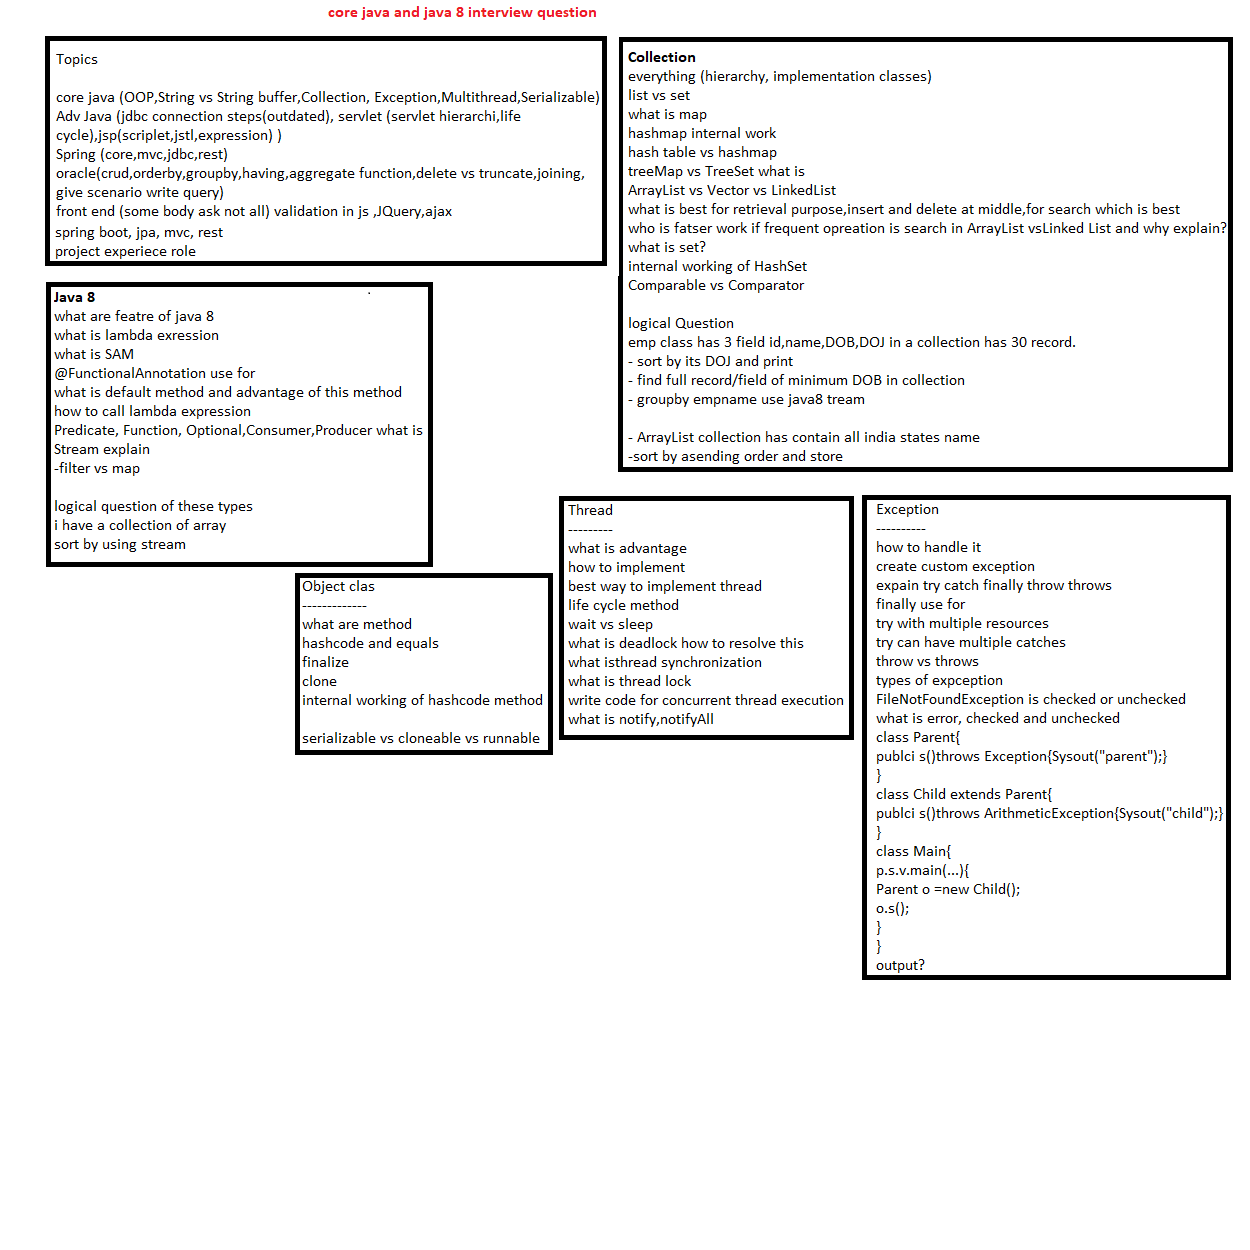 core java and java 8 interview question
Topics
core java (OOP,String vs String buffer,Collection, Exception,Multithread,Serializable)
Adv Java (jdbc connection steps(outdated), servlet (servlet hierarchi,life
cycle),jsp(scriplet,jstl,expression) )
Spring (core,mvc,jdbc,rest)
oracle(crud,orderby,groupby,having,aggregate function,delete vs truncate,joining,
give scenario write query)
front end (some body ask not all) validation in js ,JQuery,ajax
spring boot, jpa, mvc, rest
project experiece role
Collection
everything (hierarchy, implementation classes)
list vs set
what is map
hashmap internal work
hash table vs hashmap
treeMap vs TreeSet what is
ArrayList vs Vector vs LinkedList
what is best for retrieval purpose,insert and delete at middle,for search which is best
who is fatser work if frequent opreation is search in ArrayList vsLinked List and why explain?
what is set?
internal working of HashSet
Comparable vs Comparator
logical Question
emp class has 3 field id,name,DOB,DOJ in a collection has 30 record.
- sort by its DOJ and print
- find full record/field of minimum DOB in collection
- groupby empname use java8 tream
- ArrayList collection has contain all india states name
-sort by asending order and store
Java 8
what are featre of java 8
what is lambda exression
what is SAM
@FunctionalAnnotation use for
what is default method and advantage of this method
how to call lambda expression
Predicate, Function, Optional,Consumer,Producer what is
Stream explain
-filter vs map
logical question of these types
i have a collection of array
sort by using stream
Object clas
-------------
what are method
hashcode and equals
finalize
clone
internal working of hashcode method
serializable vs cloneable vs runnable
Thread
---------
what is advantage
how to implement
best way to implement thread
life cycle method
wait vs sleep
what is deadlock how to resolve this
what isthread synchronization
what is thread lock
write code for concurrent thread execution
what is notify,notifyAll
Exception
----------
how to handle it
create custom exception
expain try catch finally throw throws
finally use for
try with multiple resources
try can have multiple catches
throw vs throws
types of expception
FileNotFoundException is checked or unchecked
what is error, checked and unchecked
class Parent{
publci s()throws Exception{Sysout("parent");}
}
class Child extends Parent{
publci s()throws ArithmeticException{Sysout("child");}
}
class Main{
p.s.v.main(...){
Parent o =new Child();
o.s();
}
}
output?